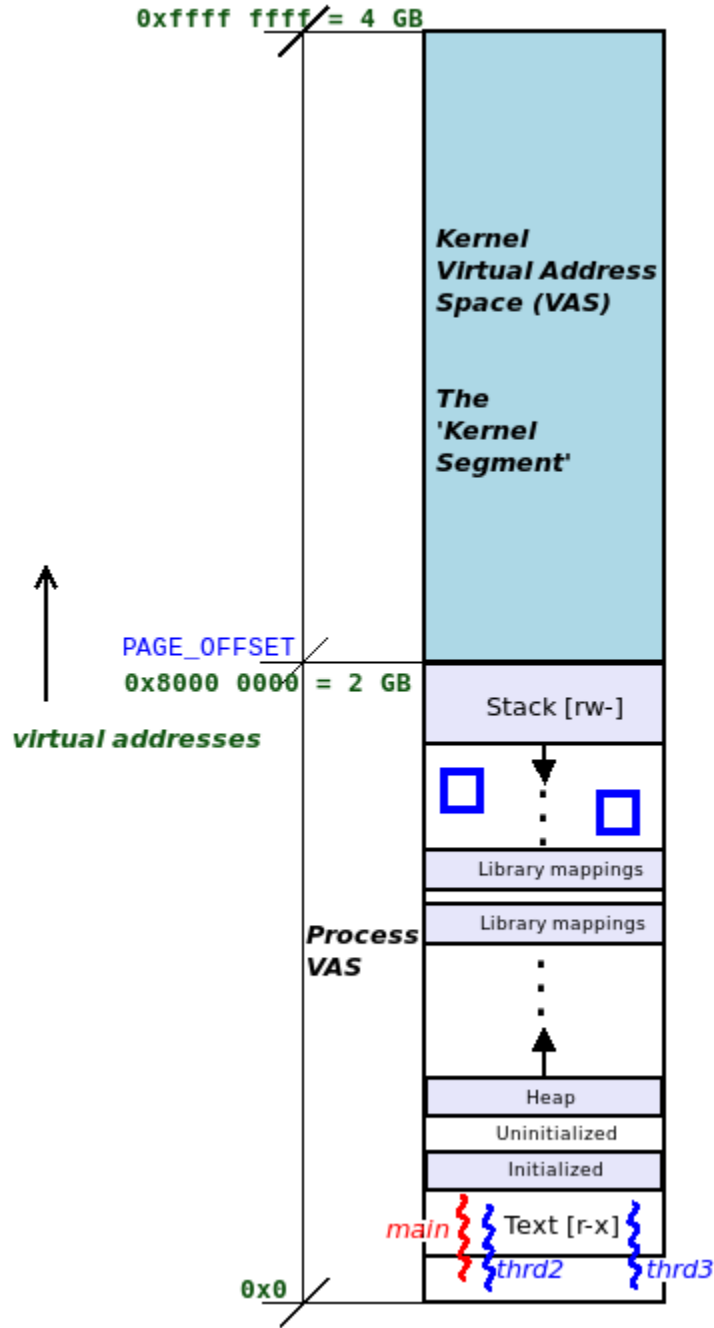 0xffff ffff = 4 GB
Kernel
Virtual Address
Space (VAS)
The
'Kernel
Segment'
PAGE_OFFSET
0x8000 0000 = 2 GB
virtual addresses
Stack [rw-]
Library mappings
Library mappings
Process
VAS
Heap
Uninitialized
Initialized
main
Text [r-x]
thrd2
thrd3
0x0